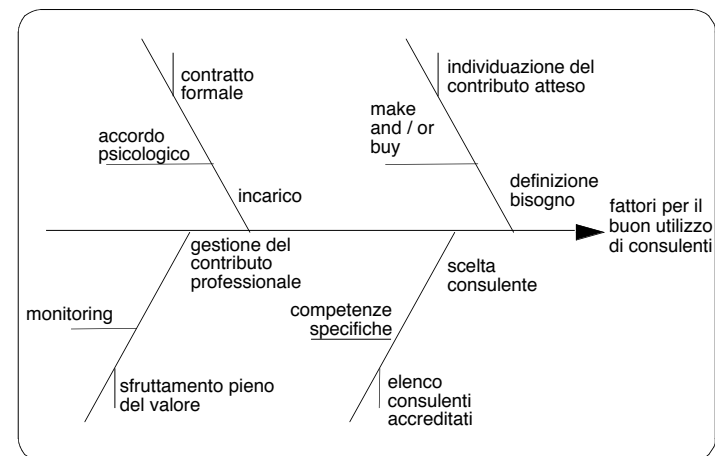 contratto
formale
accordo
psicologico
incarico
individuazione del
contributo atteso
make
and / or
buy
definizione
bisogno
fattori per il
buon utilizzo
di consulenti
gestione del
contributo
professionale
monitoring
sfruttamento pieno
del valore
scelta
consulente
competenze
specifiche
elenco
consulenti
accreditati